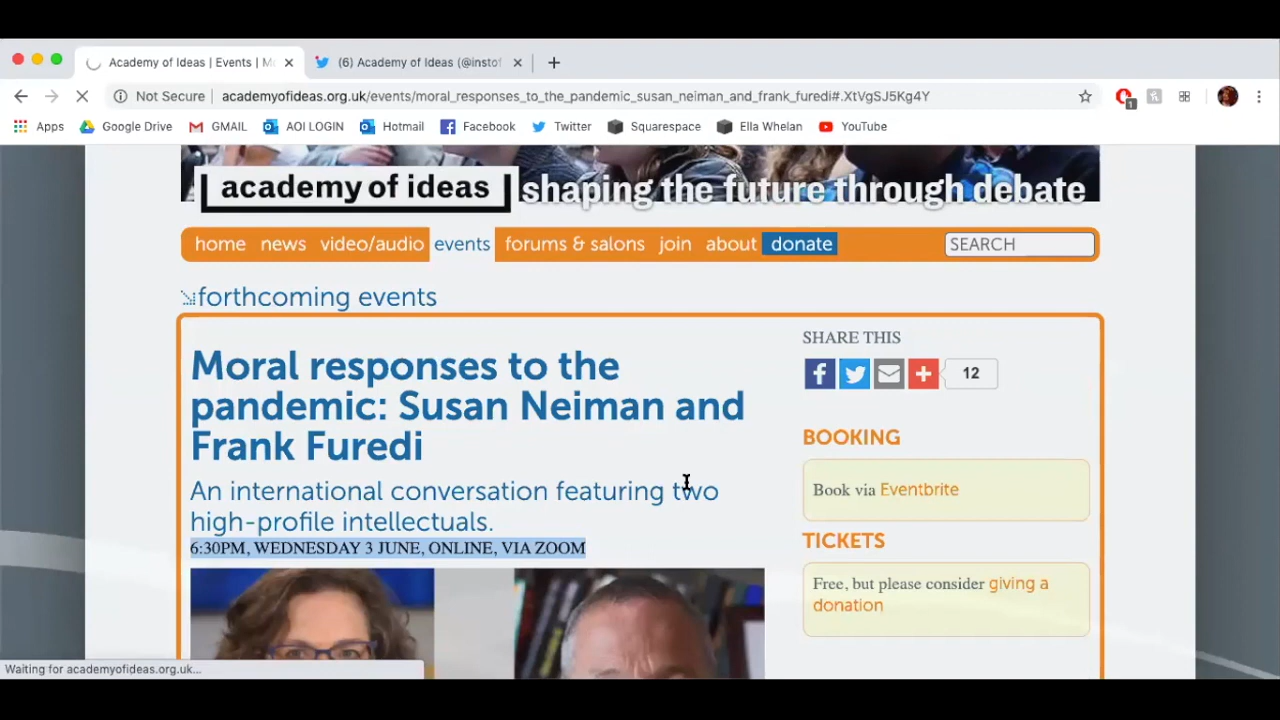 Academy of Ideas | Events | M
(6) Academy of Ideas (@instof
Not Secure
academyofideas.org.uk/events/moral_responses_to_the_pandemic_susan_neiman_and_frank_furedi#.XtVgSJ5Kg4Y
1
Apps Google Drive GMAIL AOI LOGIN Hotmail Facebook Twitter Squarespace Ella Whelan YouTube
academy of ideas shaping the future through debate
home news video/audio events forums & salons join about donate SEARCH
forthcoming events
Moral responses to the
pandemic: Susan Neiman and
Frank Furedi
An international conversation featuring two
high-profile intellectuals.
6:30PM, WEDNESDAY 3 JUNE, ONLINE, VIA ZOOM
SHARE THIS
12
BOOKING
Book via Eventbrite
TICKETS
Free, but please consider giving a
donation
Waiting for academyofideas.org.uk...